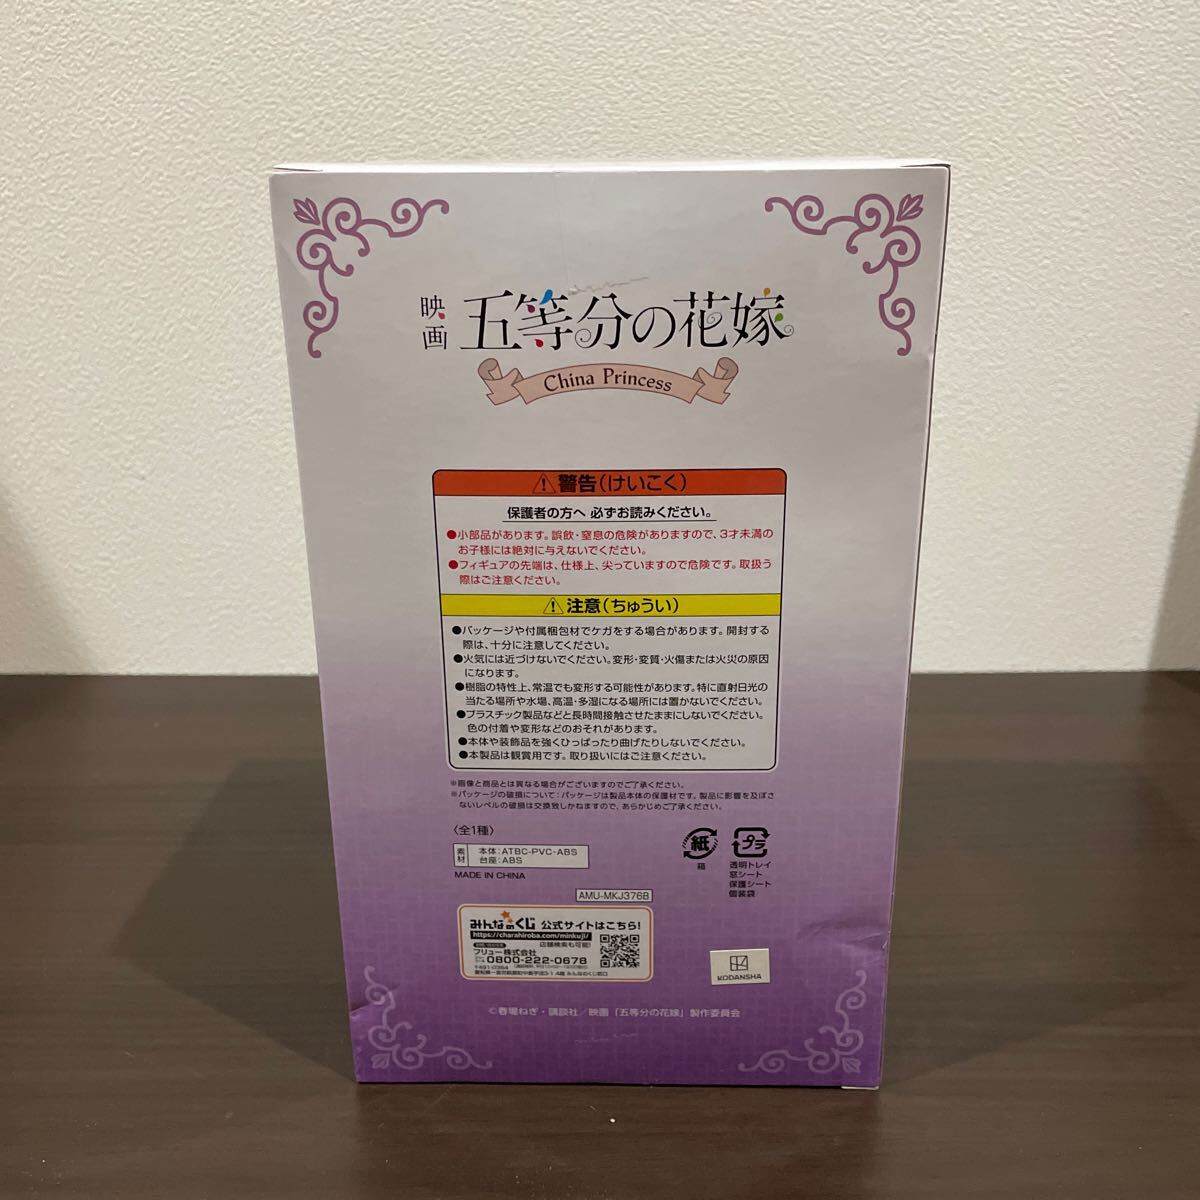 映画 五等分の花嫁
China Princess
⚠警告(けいこく)
保護者の方へ 必ずお読みください。
●小部品があります。誤飲・窒息の危険がありますので、3才未満の
お子様には絶対に与えないでください。
●フィギュアの先端は、仕様上、尖っていますので危険です。取扱う
際はご注意ください。
⚠注意(ちゅうい)
●パッケージや付属梱包材でケガをする場合があります。開封する
際は、十分に注意してください。
●火気には近づけないでください。変形・変質・火傷または火災の原因
になります。
●樹脂の特性上、常温でも変形する可能性があります。特に直射日光の
当たる場所や水場、高温・多湿になる場所には置かないでください。
●プラスチック製品などと長時間接触させたままにしないでください。
色の付着や変形などのおそれがあります。
●本体や装飾品を強くひっぱったり曲げたりしないでください。
●本製品は観賞用です。取り扱いにはご注意ください。
※画像と商品とは異なる場合がございますのでご了承ください。
※パッケージの破損について：パッケージは製品本体の保護材です。製品に影響を及ぼさ
ないレベルの破損は交換致しかねますので、あらかじめご了承ください。
〈全1種〉
素材
本体：ATBC-PVC・ABS
台座：ABS
MADE IN CHINA
紙
箱
プラ
透明トレイ
窓シート
保護シート
個装袋
AMU-MKJ376B
みんなのくじ 公式サイトはこちら!
https://charahiroba.com/minkuji/
店舗検索も可能!
フリュー株式会社
0800-222-0678
〒491-0354
KODANSHA
©春場ねぎ・講談社／映画「五等分の花嫁」製作委員会